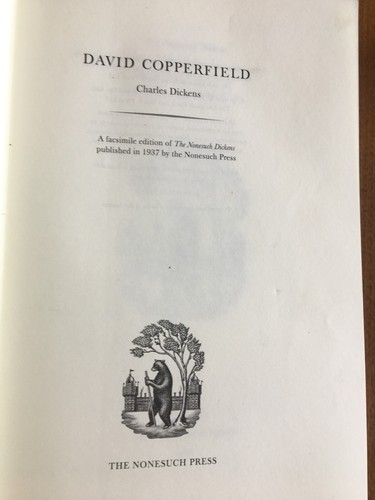 DAVID COPPERFIELD
Charles Dickens
A facsimile edition of The Nonesuch Dickens
published in 1937 by the Nonesuch Press
THE NONESUCH PRESS